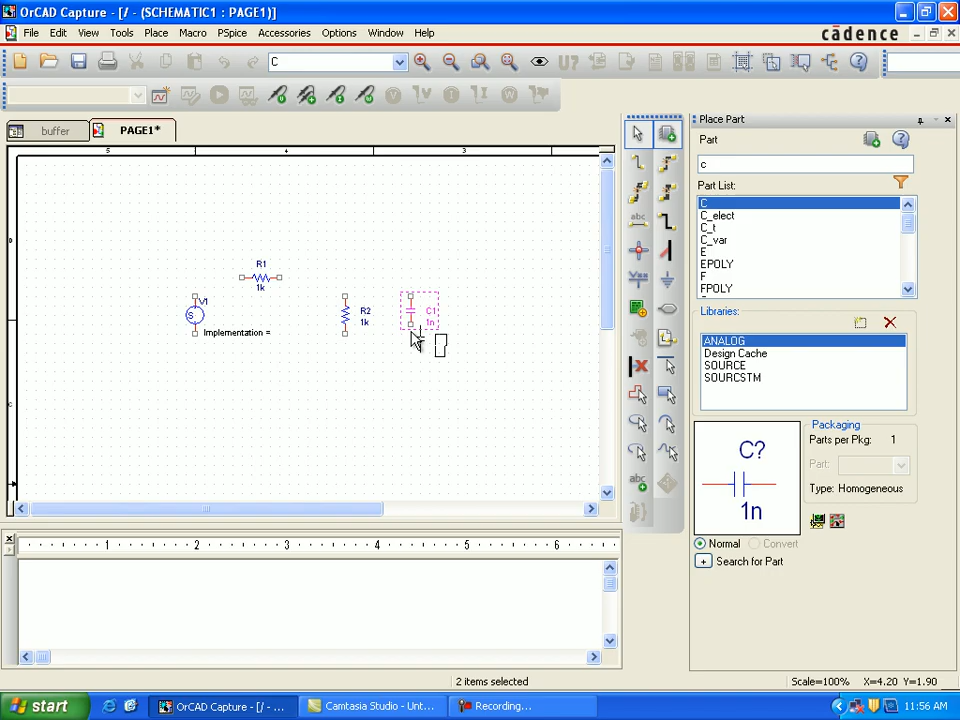 OrCAD Capture - [/ - (SCHEMATIC1 : PAGE1)]
File Edit View Tools Place Macro PSpice Accessories Options Window Help
cādence
C
U?
V I W
buffer PAGE1*
Place Part
Part
c
Part List:
C
C_elect
C_t
C_var
E
EPOLY
F
FPOLY
Libraries:
ANALOG
Design Cache
SOURCE
SOURCSTM
Packaging
Parts per Pkg: 1
Part:
Type: Homogeneous
C?
1n
Normal Convert
+ Search for Part
5 4 3
D
C
R1
1k
V1
S
Implementation =
R2
1k
C1
1n
abc
abc
1 2 3 4 5 6
2 items selected
Scale=100% X=4.20 Y=1.90
start
OrCAD Capture - [/ - ...
Camtasia Studio - Unt...
Recording...
11:56 AM